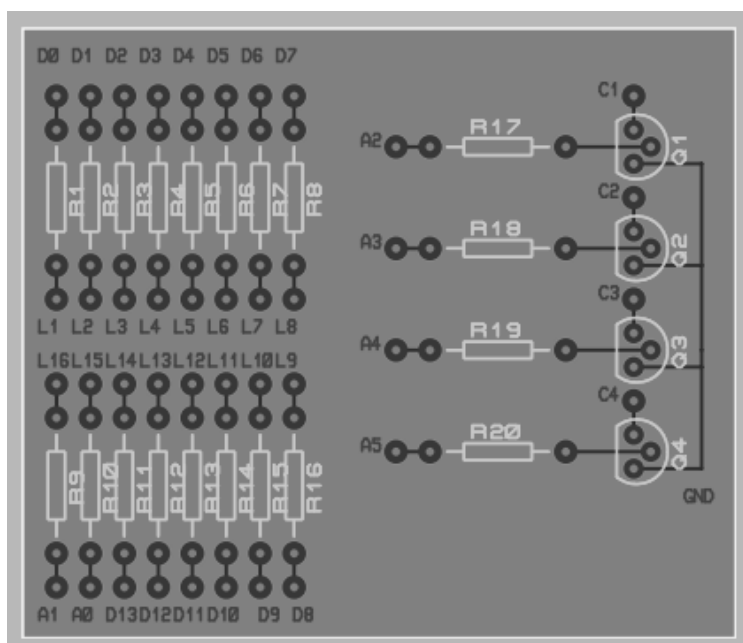 D0 D1 D2 D3 D4 D5 D6 D7
R1 R2 R3 R4 R5 R6 R7 R8
L1 L2 L3 L4 L5 L6 L7 L8
L16 L15 L14 L13 L12 L11 L10 L9
R9 R10 R11 R12 R13 R14 R15 R16
A1 A0 D13 D12 D11 D10 D9 D8
C1
A2 R17 Q1
C2
A3 R18 Q2
C3
A4 R19 Q3
C4
A5 R20 Q4
GND